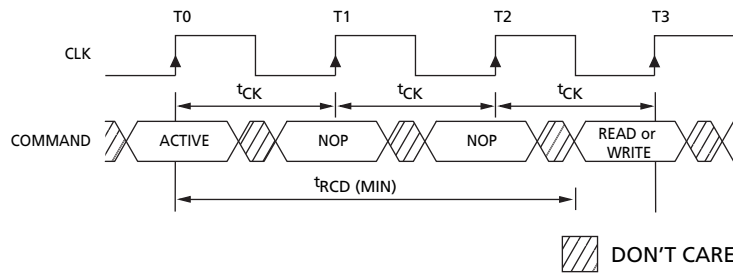 T0 T1 T2 T3
CLK
tCK tCK tCK
COMMAND ACTIVE NOP NOP READ or
WRITE
tRCD (MIN)
DON'T CARE